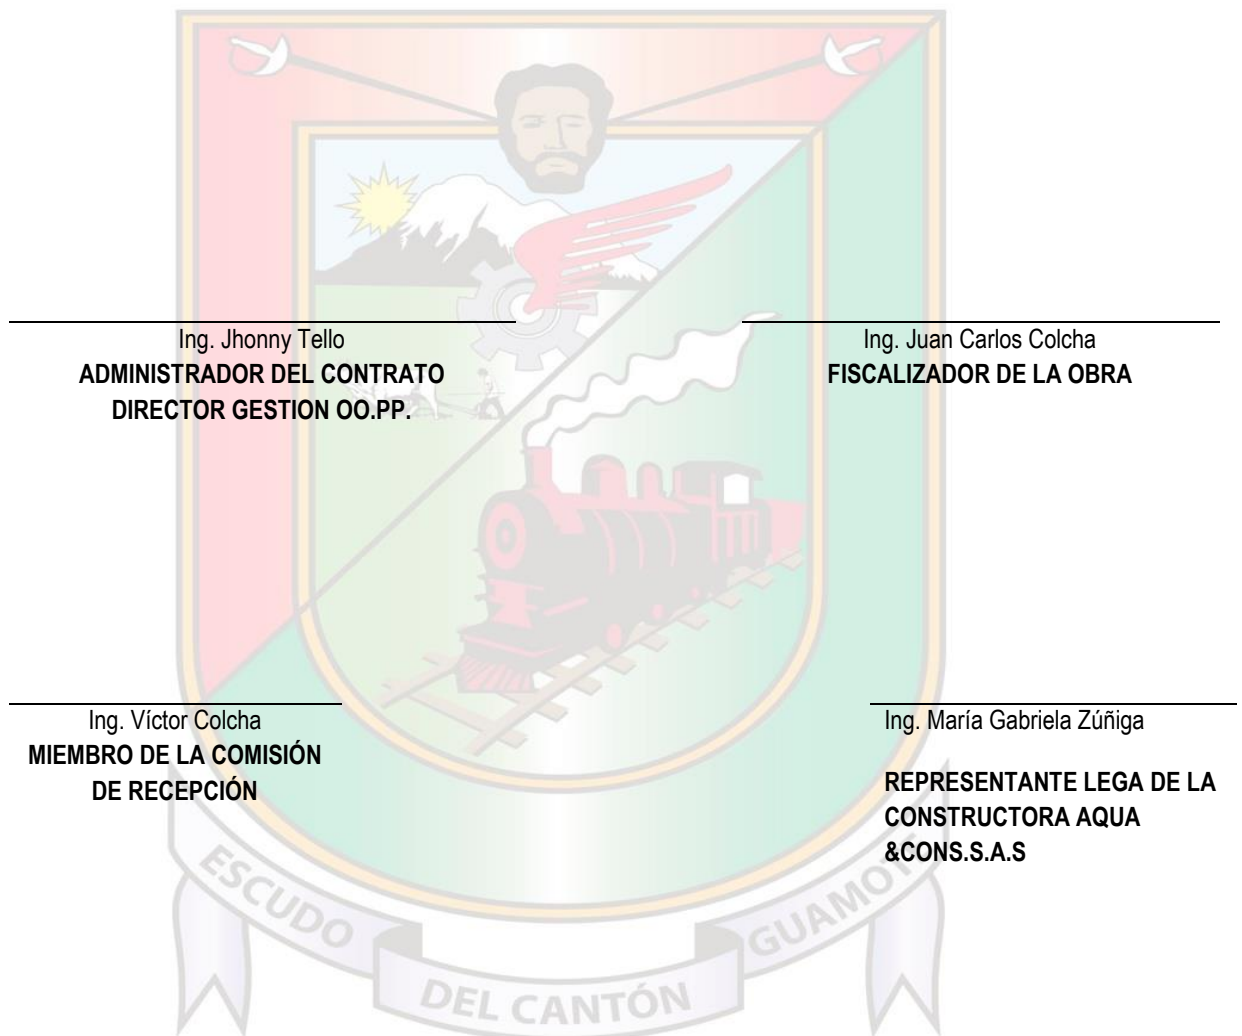 Ing. Jhonny Tello
ADMINISTRADOR DEL CONTRATO
DIRECTOR GESTION OO.PP.
Ing. Juan Carlos Colcha
FISCALIZADOR DE LA OBRA
Ing. Víctor Colcha
MIEMBRO DE LA COMISIÓN
DE RECEPCIÓN
Ing. María Gabriela Zúñiga
REPRESENTANTE LEGA DE LA
CONSTRUCTORA AQUA
&CONS.S.A.S
ESCUDO
DEL CANTÓN
GUAMOTE